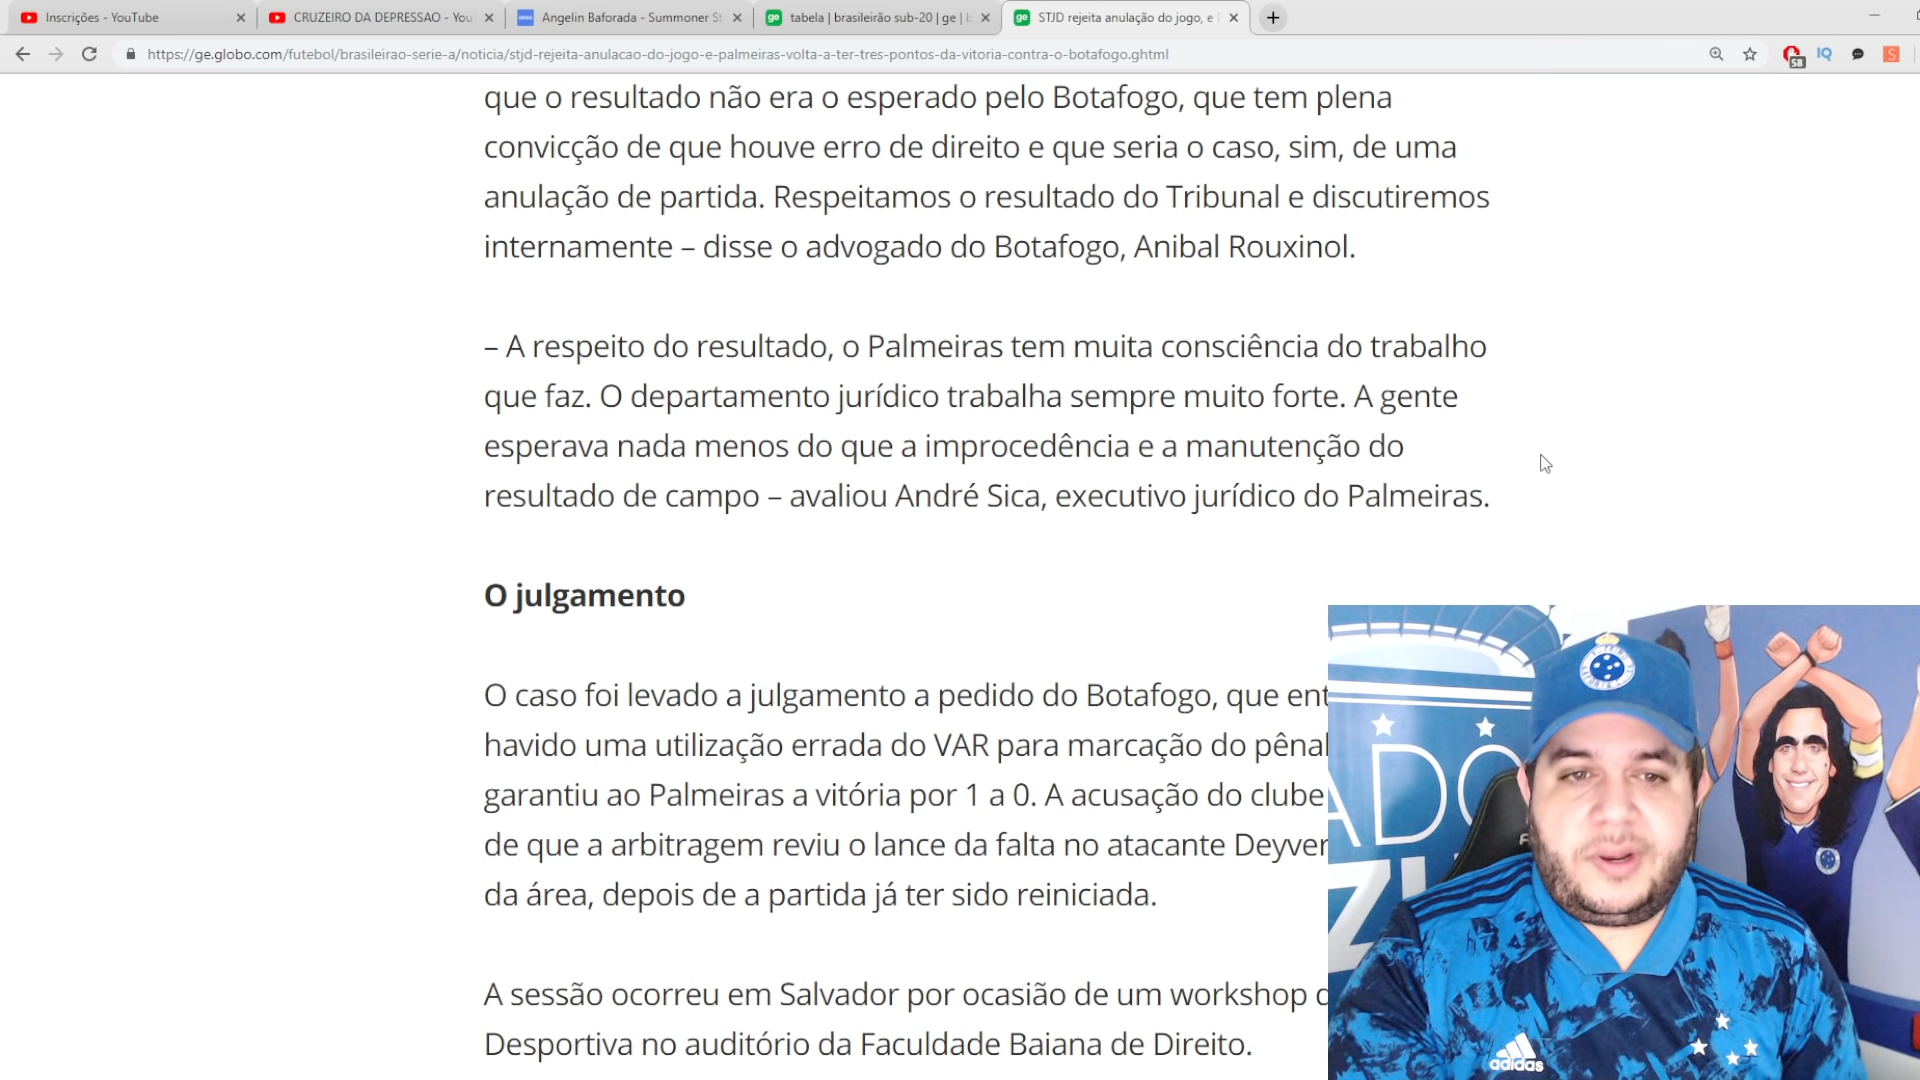 Inscrições - YouTube
CRUZEIRO DA DEPRESSAO - You
Angelin Baforada - Summoner St
tabela | brasileirão sub-20 | ge | b
STJD rejeita anulação do jogo, e
https://ge.globo.com/futebol/brasileirao-serie-a/noticia/stjd-rejeita-anulacao-do-jogo-e-palmeiras-volta-a-ter-tres-pontos-da-vitoria-contra-o-botafogo.ghtml
58
IQ
S
que o resultado não era o esperado pelo Botafogo, que tem plena
convicção de que houve erro de direito e que seria o caso, sim, de uma
anulação de partida. Respeitamos o resultado do Tribunal e discutiremos
internamente – disse o advogado do Botafogo, Anibal Rouxinol.
– A respeito do resultado, o Palmeiras tem muita consciência do trabalho
que faz. O departamento jurídico trabalha sempre muito forte. A gente
esperava nada menos do que a improcedência e a manutenção do
resultado de campo – avaliou André Sica, executivo jurídico do Palmeiras.
O julgamento
O caso foi levado a julgamento a pedido do Botafogo, que ent
havido uma utilização errada do VAR para marcação do pênal
garantiu ao Palmeiras a vitória por 1 a 0. A acusação do clube
de que a arbitragem reviu o lance da falta no atacante Deyver
da área, depois de a partida já ter sido reiniciada.
A sessão ocorreu em Salvador por ocasião de um workshop d
Desportiva no auditório da Faculdade Baiana de Direito.
adidas